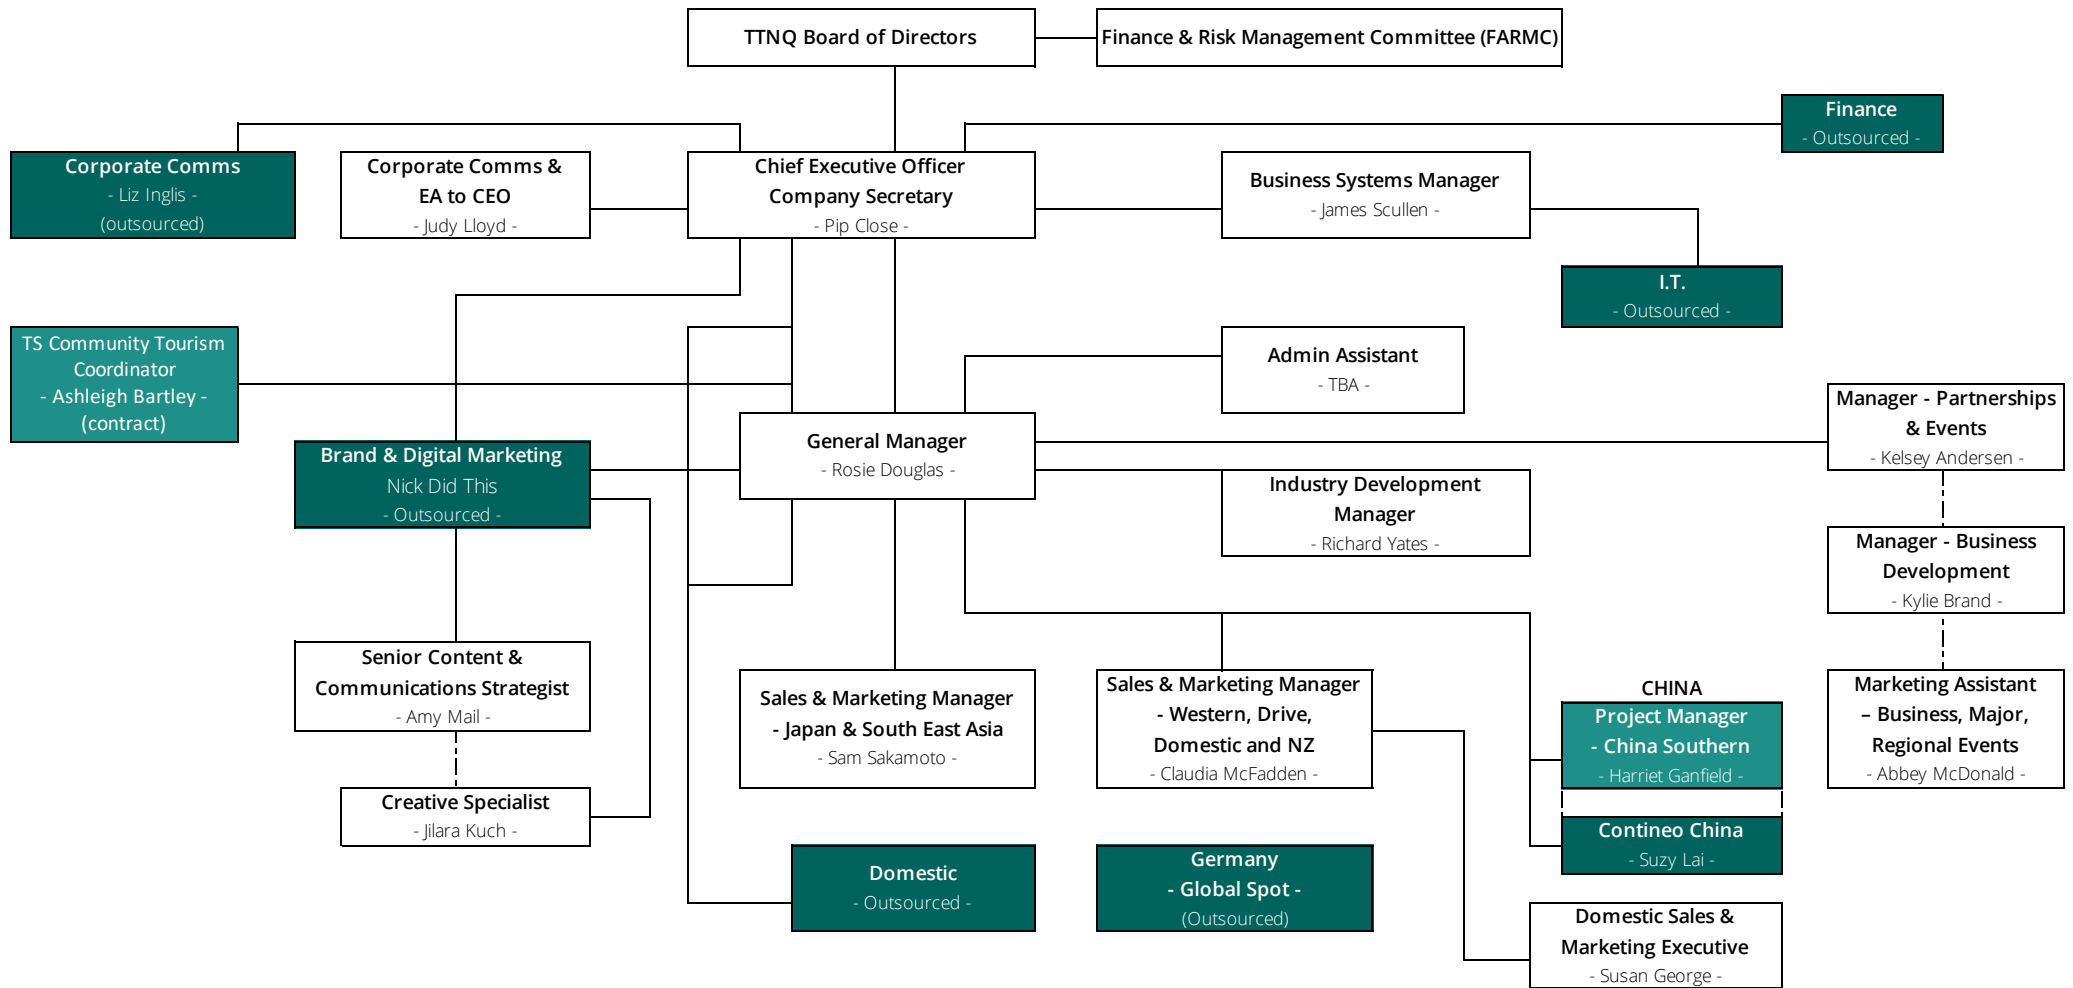 TTNQ Board of Directors
Finance & Risk Management Committee (FARMC)
Finance
- Outsourced -
Corporate Comms
- Liz Inglis -
(outsourced)
Corporate Comms &
EA to CEO
- Judy Lloyd -
Chief Executive Officer
Company Secretary
- Pip Close -
Business Systems Manager
- James Scullen -
I.T.
- Outsourced -
TS Community Tourism
Coordinator
- Ashleigh Bartley -
(contract)
Admin Assistant
- TBA -
General Manager
- Rosie Douglas -
Manager - Partnerships
& Events
- Kelsey Andersen -
Brand & Digital Marketing
Nick Did This
- Outsourced -
Industry Development
Manager
- Richard Yates -
Manager - Business
Development
- Kylie Brand -
Senior Content &
Communications Strategist
- Amy Mail -
Sales & Marketing Manager
- Japan & South East Asia
- Sam Sakamoto -
Sales & Marketing Manager
- Western, Drive,
Domestic and NZ
- Claudia McFadden -
CHINA
Project Manager
- China Southern
- Harriet Ganfield -
Marketing Assistant
– Business, Major,
Regional Events
- Abbey McDonald -
Creative Specialist
- Jilara Kuch -
Contineo China
- Suzy Lai -
Domestic
- Outsourced -
Germany
- Global Spot -
(Outsourced)
Domestic Sales &
Marketing Executive
- Susan George -